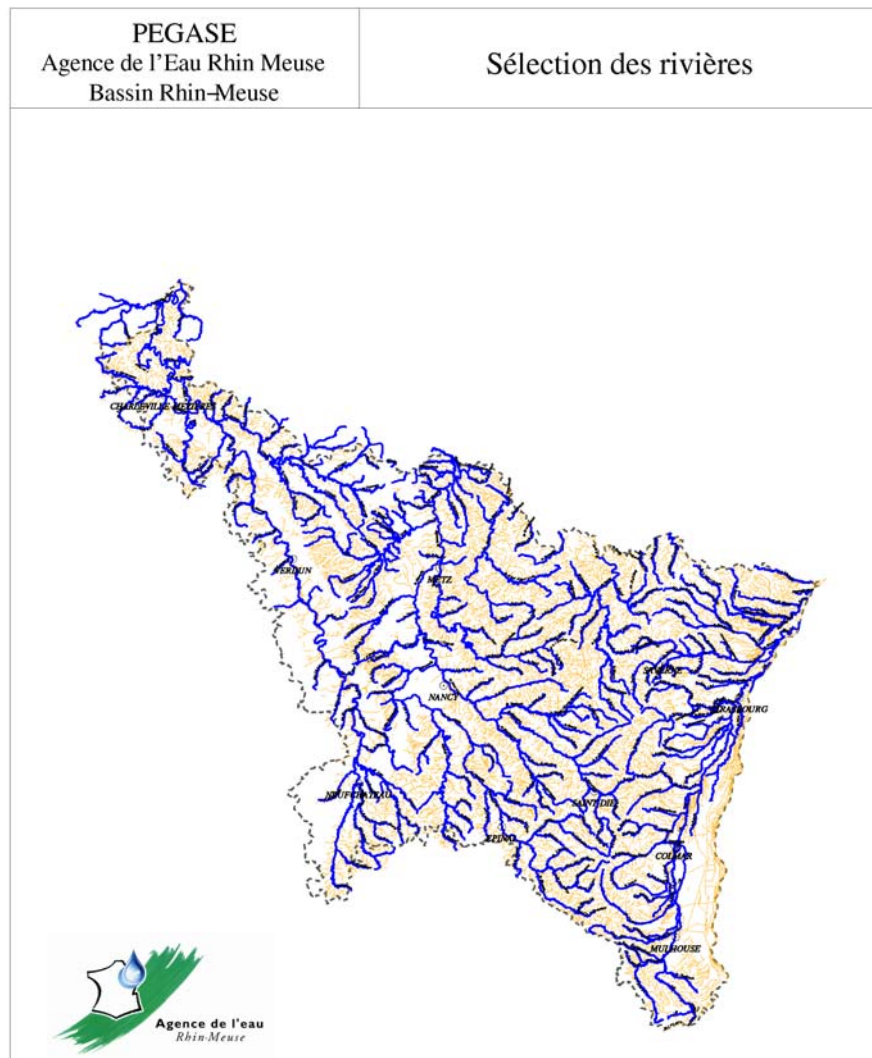 PEGASE
Agence de l'Eau Rhin Meuse
Bassin Rhin-Meuse
Sélection des rivières
CHARLEVILLE-MEZIERES
VERDUN
METZ
SAVERNE
NANCY
STRASBOURG
NEUFCHATEAU
SAINT DIE
EPINAL
COLMAR
MULHOUSE
Agence de l'eau
Rhin-Meuse